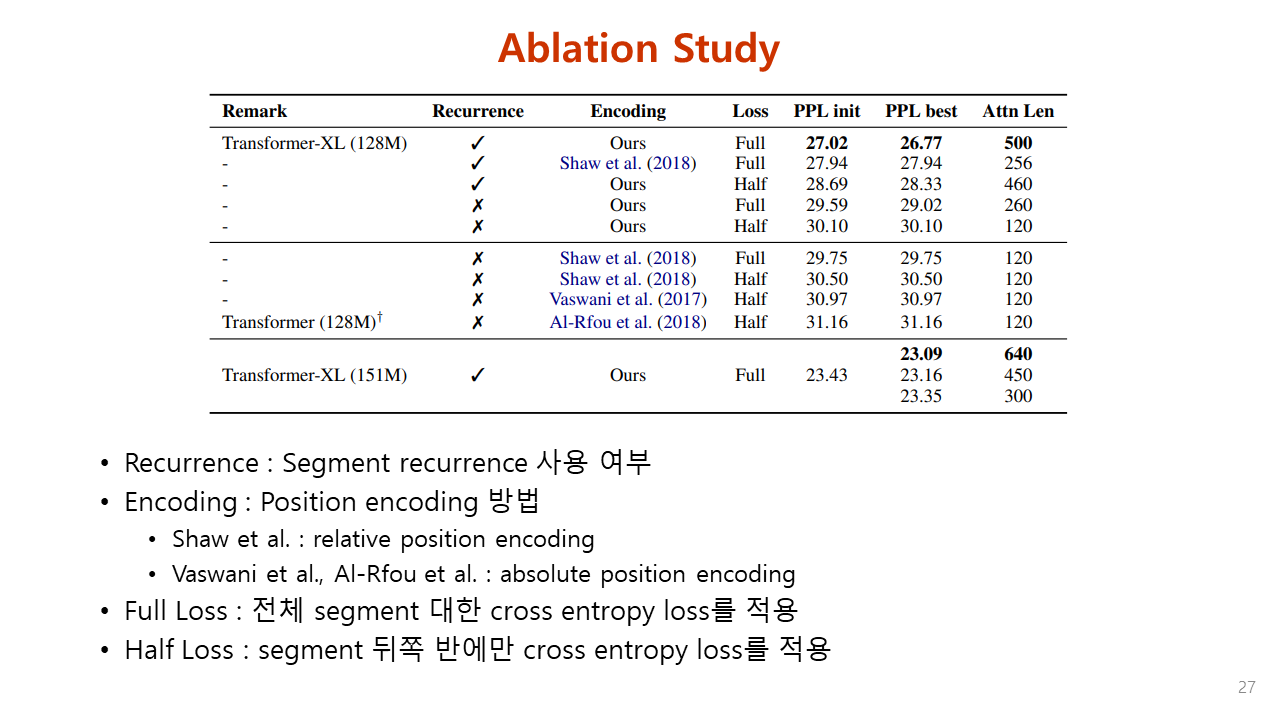 Ablation Study
Remark Recurrence Encoding Loss PPL init PPL best Attn Len
Transformer-XL (128M) ✓ Ours Full 27.02 26.77 500
- ✓ Shaw et al. (2018) Full 27.94 27.94 256
- ✓ Ours Half 28.69 28.33 460
- ✗ Ours Full 29.59 29.02 260
- ✗ Ours Half 30.10 30.10 120
- ✗ Shaw et al. (2018) Full 29.75 29.75 120
- ✗ Shaw et al. (2018) Half 30.50 30.50 120
- ✗ Vaswani et al. (2017) Half 30.97 30.97 120
Transformer (128M)† ✗ Al-Rfou et al. (2018) Half 31.16 31.16 120
23.09 640
Transformer-XL (151M) ✓ Ours Full 23.43 23.16 450
23.35 300
• Recurrence : Segment recurrence 사용 여부
• Encoding : Position encoding 방법
• Shaw et al. : relative position encoding
• Vaswani et al., Al-Rfou et al. : absolute position encoding
• Full Loss : 전체 segment 대한 cross entropy loss를 적용
• Half Loss : segment 뒤쪽 반에만 cross entropy loss를 적용
27